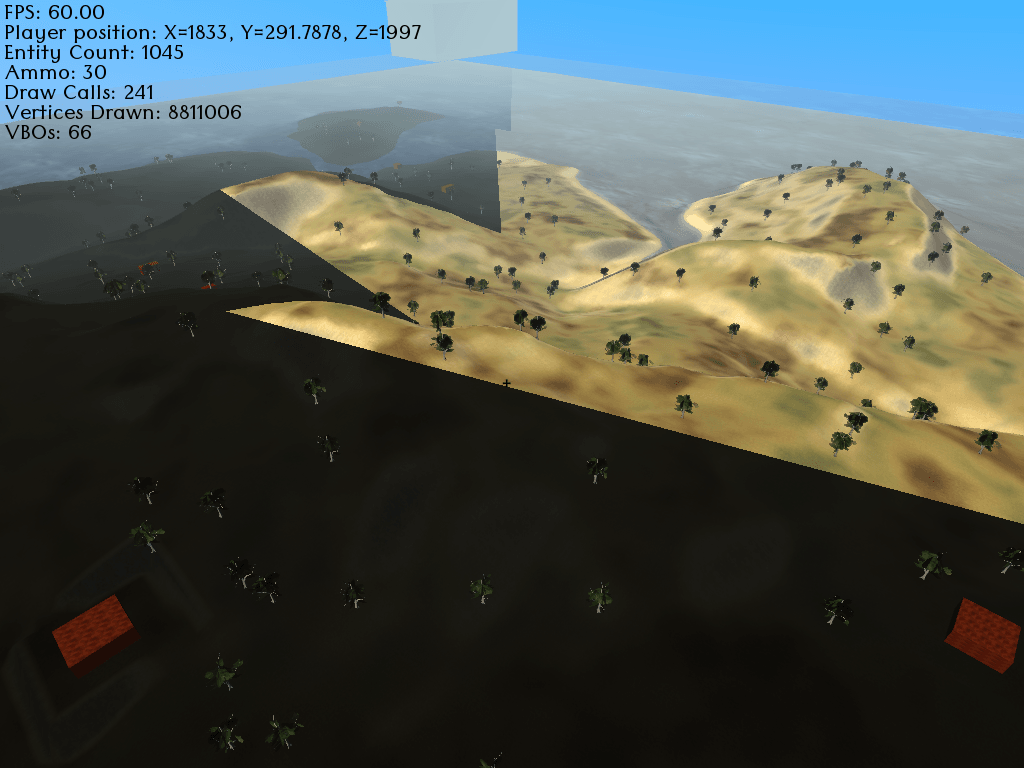 FPS: 60.00
Player position: X=1833, Y=291.7878, Z=1997
Entity Count: 1045
Ammo: 30
Draw Calls: 241
Vertices Drawn: 8811006
VBOs: 66